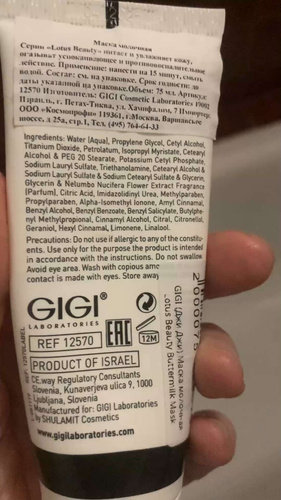 Маска молочная
Серии «Lotus Beauty» питает и увлажняет кожу,
оказывает успокаивающее и противовоспалительное
действие. Применение: нанести на 15 минут, смыть
водой. Состав: см. на упаковке. Срок годности: до
даты указанной на упаковке.Объем: 75 мл. Артикул:
12570 Изготовитель: GIGI Cosmetic Laboratories
Израиль, г. Петах-Тиква, ул. Хамифалим, 7 Импортер
ООО «Космопрофи» 119361, г.Москва, Варшавское
шоссе, д 25а, стр.1, Тел. (495) 764-64-33
Ingredients: Water (Aqua), Propylene Glycol, Cetyl Alcohol,
Titanium Dioxide, Petrolatum, Isopropyl Myristate, Cetearyl
Alcohol & PEG 20 Stearate, Potassium Cetyl Phosphate,
Sodium Lauryl Sulfate, Triethanolamine, Cetearyl Alcohol &
Sodium Lauryl Sulfate & Sodium Cetearyl Sulfate & Glycerin,
Glycerin & Nelumbo Nucifera Flower Extract Fragrance
(Parfum), Citric Acid, Imidazolidinyl Urea, Methylparaben,
Propylparaben, Alpha-Isomethyl Ionone, Amyl Cinnamal,
Benzyl Alcohol, Benzyl Benzoate, Benzyl Salicylate, Butylphe-
nyl Methylpropional, Cinnamyl Alcohol, Citral, Citronellol,
Geraniol, Hexyl Cinnamal, Limonene, Linalool.
Precautions: Do not use if allergic to any of the constitu-
ents. Use only for the purpose the product is intended
in accordance with the instructions. Do not swallow.
Avoid eye area. Wash with copious
contact is made with eyes. Store away
GIGI
LABORATORIES
EAC
12M
REF 12570
12570LABEL
PRODUCT OF ISRAEL
CE way Regulatory Consultants
Slovenia, Kunaverjeva ulica 9, 1000
Ljubljana, Slovenia
Manufactured for: GIGI Laboratories
by SHULAMIT Cosmetics
www.gigilaboratories.com
GIGI (Джи Джи) Маска молочная
Lotus Beauty Buttermilk Mask